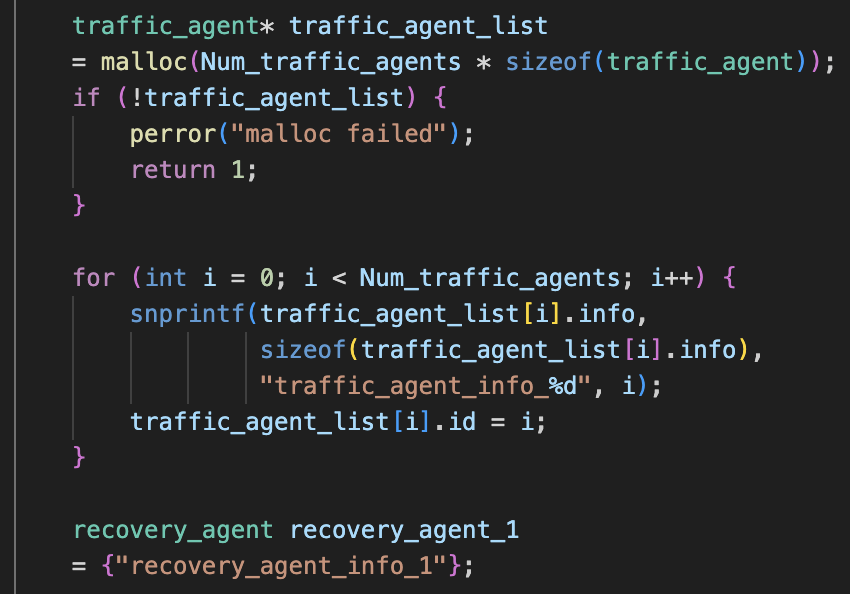 traffic_agent* traffic_agent_list
= malloc(Num_traffic_agents * sizeof(traffic_agent));
if (!traffic_agent_list) {
perror("malloc failed");
return 1;
}
for (int i = 0; i < Num_traffic_agents; i++) {
snprintf(traffic_agent_list[i].info,
sizeof(traffic_agent_list[i].info),
"traffic_agent_info_%d", i);
traffic_agent_list[i].id = i;
}
recovery_agent recovery_agent_1
= {"recovery_agent_info_1"};